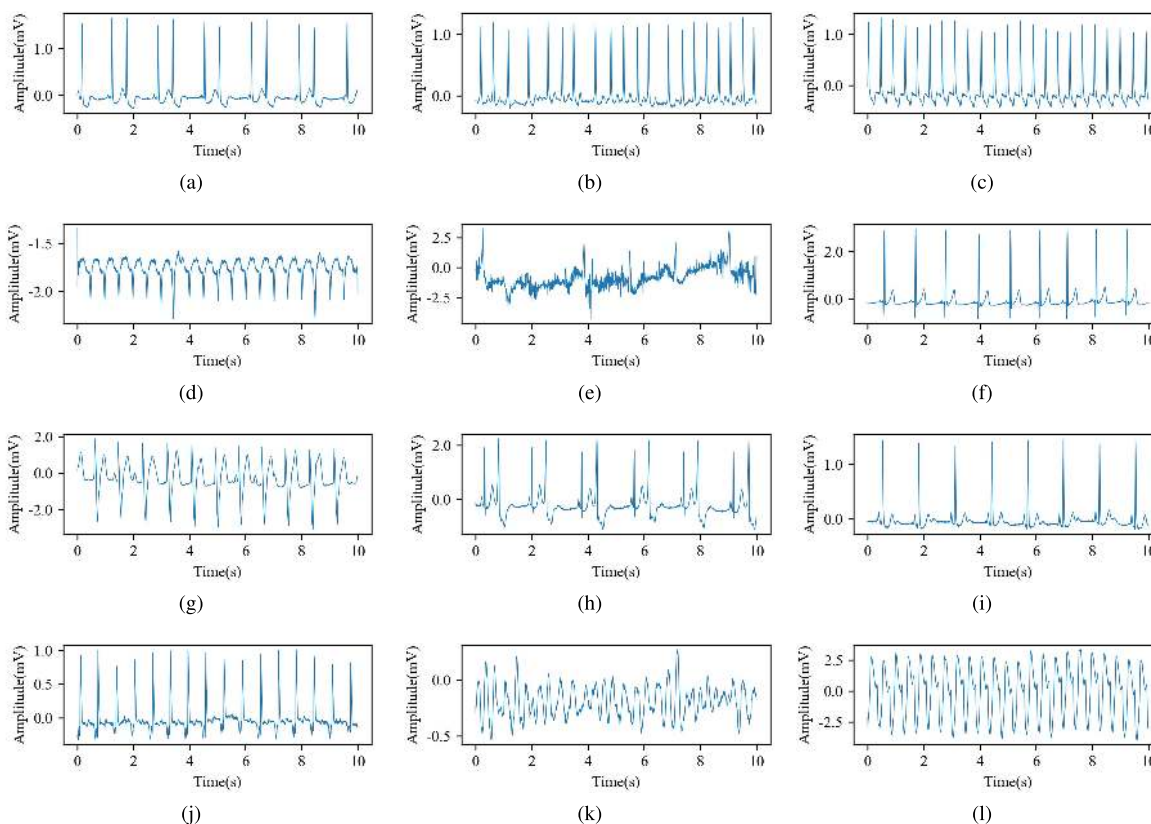 Amplitude(mV) 1.0 0.0
0 2 4 6 8 10
Time(s)
(a)
Amplitude(mV) 1.0 0.0
0 2 4 6 8 10
Time(s)
(b)
Amplitude(mV) 1.0 0.0
0 2 4 6 8 10
Time(s)
(c)
Amplitude(mV) -1.5 -2.0
0 2 4 6 8 10
Time(s)
(d)
Amplitude(mV) 2.5 0.0 -2.5
0 2 4 6 8 10
Time(s)
(e)
Amplitude(mV) 2.0 0.0
0 2 4 6 8 10
Time(s)
(f)
Amplitude(mV) 2.0 0.0 -2.0
0 2 4 6 8 10
Time(s)
(g)
Amplitude(mV) 2.0 0.0
0 2 4 6 8 10
Time(s)
(h)
Amplitude(mV) 1.0 0.0
0 2 4 6 8 10
Time(s)
(i)
Amplitude(mV) 1.0 0.5 0.0
0 2 4 6 8 10
Time(s)
(j)
Amplitude(mV) 0.0 -0.5
0 2 4 6 8 10
Time(s)
(k)
Amplitude(mV) 2.5 0.0 -2.5
0 2 4 6 8 10
Time(s)
(l)